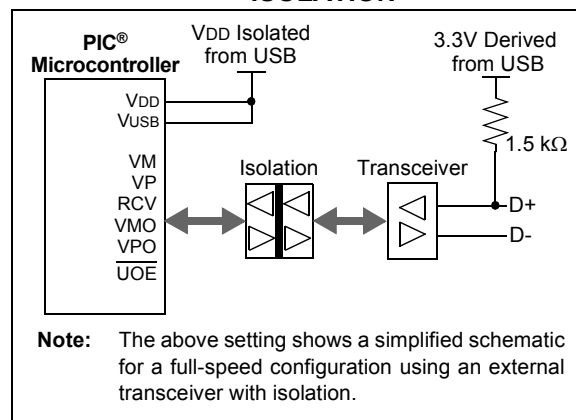 ISOLATION
PIC®
Microcontroller
VDD Isolated
from USB
3.3V Derived
from USB
VDD
VUSB
1.5 kΩ
VM
VP
RCV
VMO
VPO
UOE
Isolation
Transceiver
D+
D-
Note: The above setting shows a simplified schematic
for a full-speed configuration using an external
transceiver with isolation.